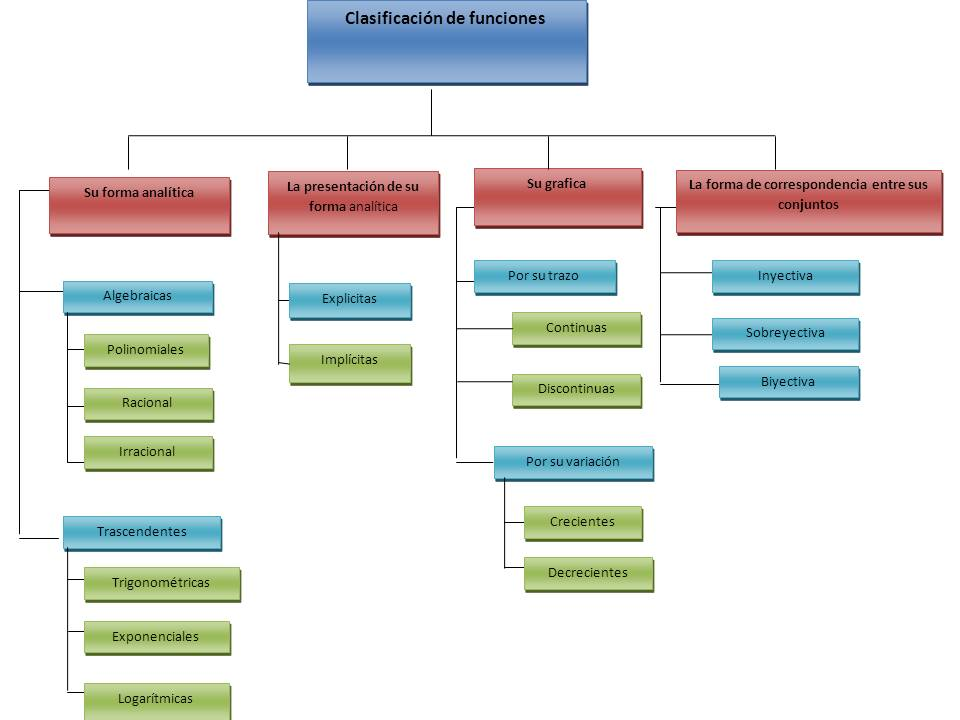 Clasificación de funciones
Su forma analítica
Algebraicas
Polinomiales
Racional
Irracional
Trascendentes
Trigonométricas
Exponenciales
Logarítmicas
La presentación de su
forma analítica
Explicitas
Implícitas
Su grafica
Por su trazo
Continuas
Discontinuas
Por su variación
Crecientes
Decrecientes
La forma de correspondencia entre sus
conjuntos
Inyectiva
Sobreyectiva
Biyectiva